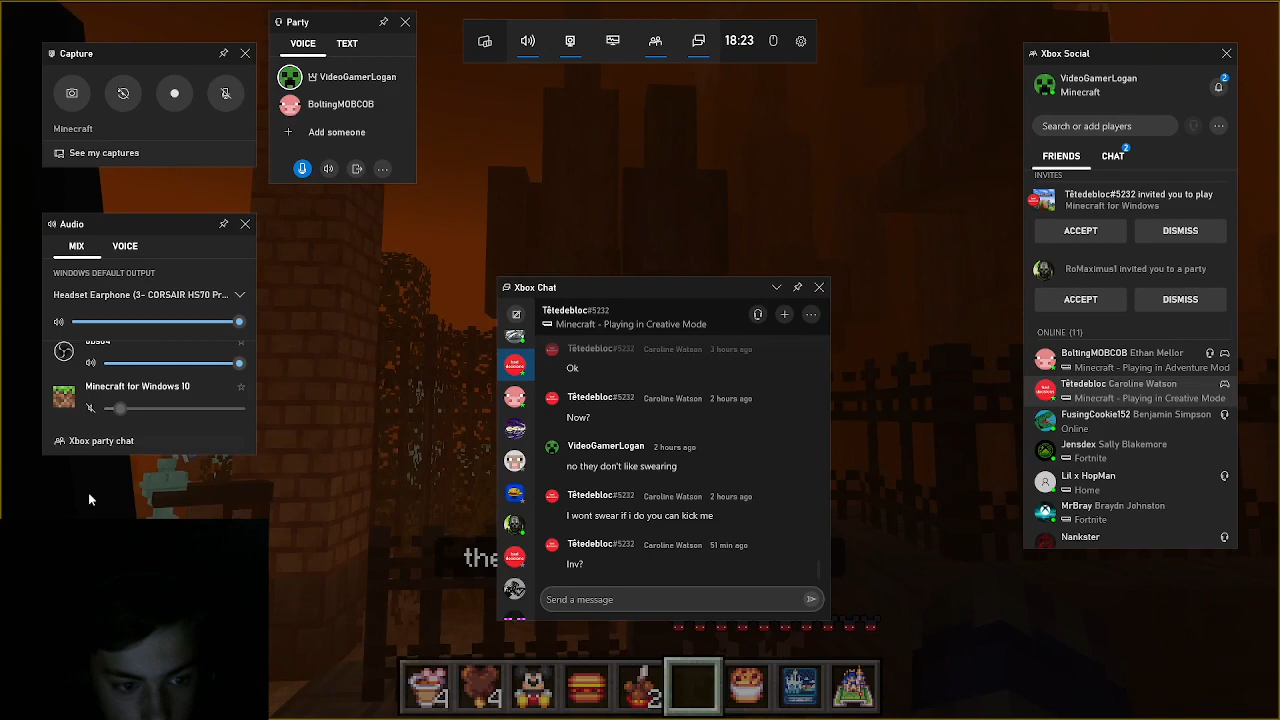 Capture
Minecraft
See my captures
Party
VOICE TEXT
VideoGamerLogan
BoltingMOBCOB
Add someone
18:23
Audio
MIX VOICE
WINDOWS DEFAULT OUTPUT
Headset Earphone (3- CORSAIR HS70 Pr...
Minecraft for Windows 10
Xbox party chat
Xbox Chat
Têtedebloc#5232
Minecraft - Playing in Creative Mode
Têtedebloc#5232 Caroline Watson 3 hours ago
Ok
Têtedebloc#5232 Caroline Watson 2 hours ago
Now?
VideoGamerLogan 2 hours ago
no they don't like swearing
Têtedebloc#5232 Caroline Watson 2 hours ago
I wont swear if i do you can kick me
Têtedebloc#5232 Caroline Watson 51 min ago
Inv?
Send a message
the
Xbox Social
VideoGamerLogan 2
Minecraft
Search or add players
FRIENDS CHAT 2
INVITES
Têtedebloc#5232 invited you to play
Minecraft for Windows
ACCEPT DISMISS
RoMaximus1 invited you to a party
ACCEPT DISMISS
ONLINE (11)
BoltingMOBCOB Ethan Mellor
Minecraft - Playing in Adventure Mod
Têtedebloc Caroline Watson
Minecraft - Playing in Creative Mode
FusingCookie152 Benjamin Simpson
Online
Jensdex Sally Blakemore
Fortnite
Lil x HopMan
Home
MrBray Braydn Johnston
Fortnite
Nankster
4 4 2